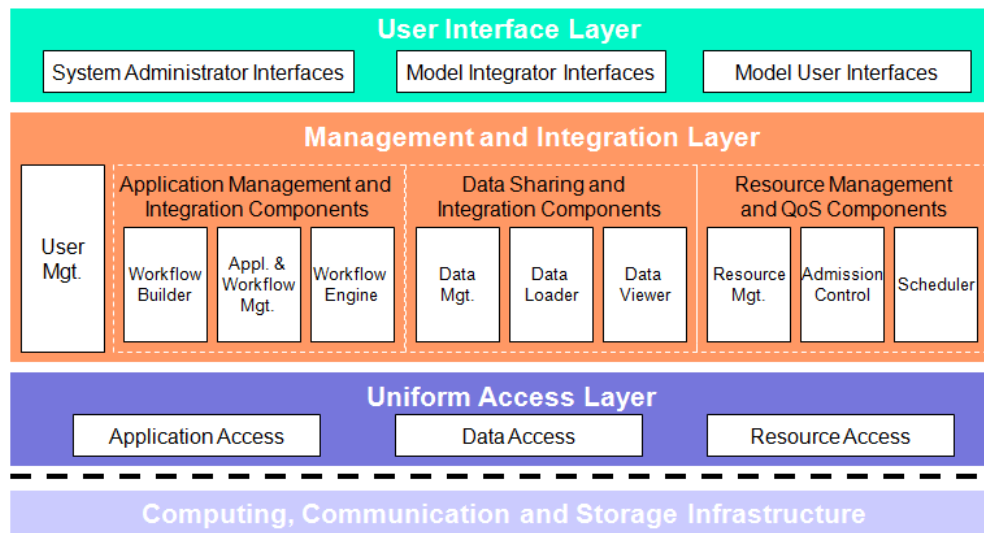 User Interface Layer
System Administrator Interfaces
Model Integrator Interfaces
Model User Interfaces
Management and Integration Layer
User
Mgt.
Application Management and
Integration Components
Workflow
Builder
Appl. &
Workflow
Mgt.
Workflow
Engine
Data Sharing and
Integration Components
Data
Mgt.
Data
Loader
Data
Viewer
Resource Management
and QoS Components
Resource
Mgt.
Admission
Control
Scheduler
Uniform Access Layer
Application Access
Data Access
Resource Access
Computing, Communication and Storage Infrastructure